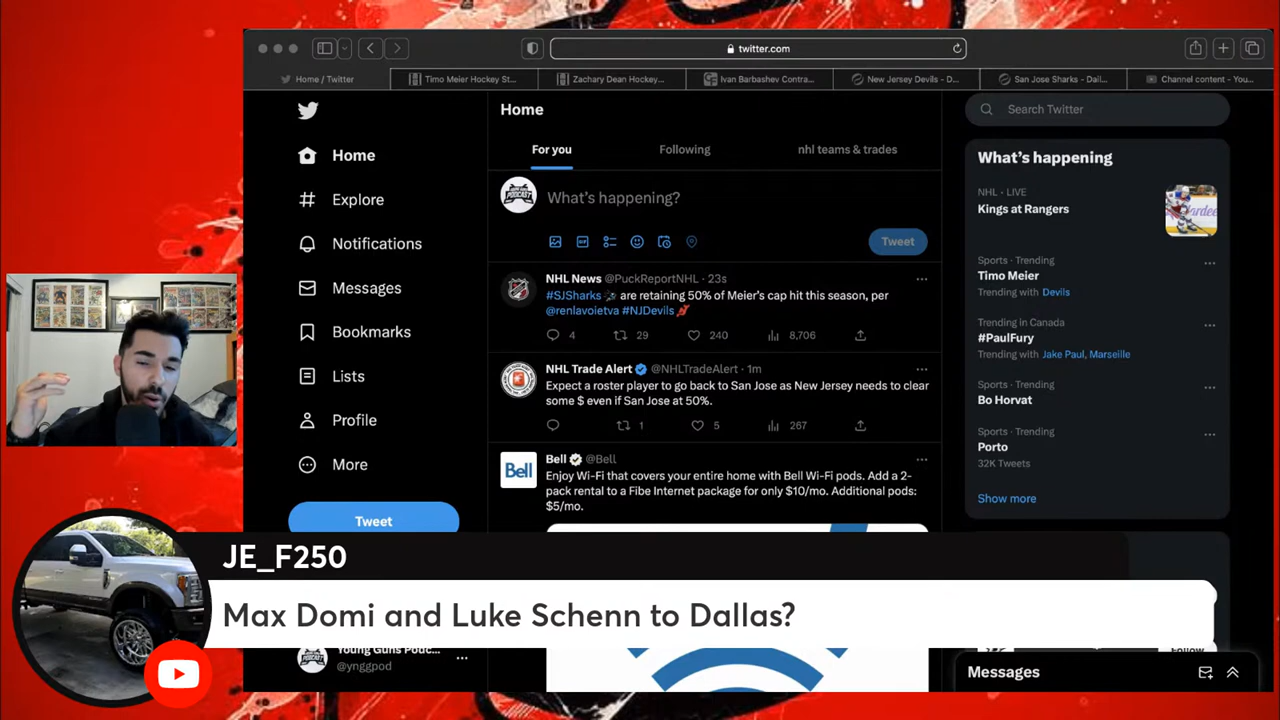 twitter.com
Home / Twitter
Timo Meier Hockey St...
Zachary Dean Hockey...
Ivan Barbashev Contra...
New Jersey Devils - D...
San Jose Sharks - Dail...
Channel content - You...
Home
Explore
Notifications
Messages
Bookmarks
Lists
Profile
More
Tweet
Young Guns Podc...
@ynggpod
Home
For you
Following
nhl teams & trades
What's happening?
GIF
Tweet
NHL News @PuckReportNHL · 23s
#SJSharks are retaining 50% of Meier's cap hit this season, per
@renlavoietva #NJDevils
4
29
240
8,706
NHL Trade Alert @NHLTradeAlert · 1m
Expect a roster player to go back to San Jose as New Jersey needs to clear
some $ even if San Jose at 50%.
1
5
267
Bell
Bell @Bell
Enjoy Wi-Fi that covers your entire home with Bell Wi-Fi pods. Add a 2-
pack rental to a Fibe Internet package for only $10/mo. Additional pods:
$5/mo.
Search Twitter
What's happening
NHL · LIVE
Kings at Rangers
Sports · Trending
Timo Meier
Trending with Devils
Trending in Canada
#PaulFury
Trending with Jake Paul, Marseille
Sports · Trending
Bo Horvat
Sports · Trending
Porto
32K Tweets
Show more
Messages
JE_F250
Max Domi and Luke Schenn to Dallas?